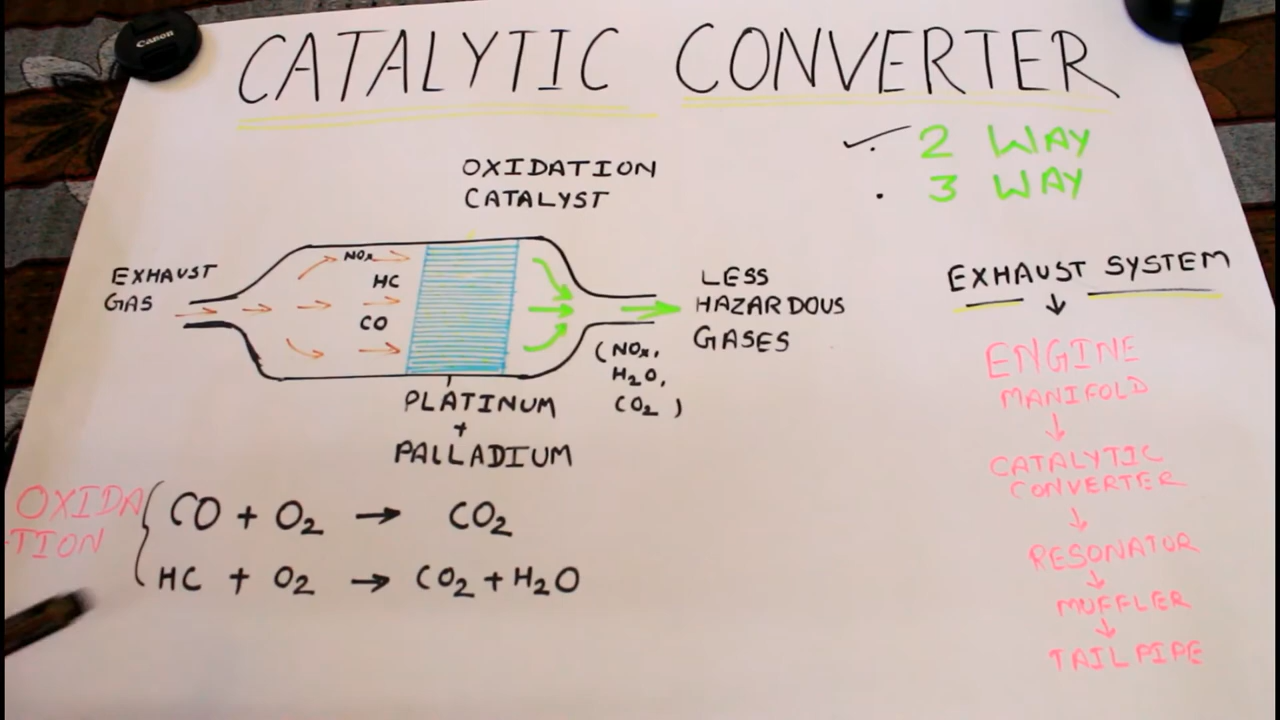 Canon
CATALYTIC CONVERTER
2 WAY
3 WAY
OXIDATION
CATALYST
EXHAUST
GAS
NOx
HC
CO
LESS
HAZARDOUS
GASES
(NOx,
H₂O,
CO₂)
PLATINUM
+
PALLADIUM
OXIDA
-TION
CO + O₂ → CO₂
HC + O₂ → CO₂ + H₂O
EXHAUST SYSTEM
↓
ENGINE
MANIFOLD
↓
CATALYTIC
CONVERTER
↓
RESONATOR
↓
MUFFLER
↓
TAILPIPE